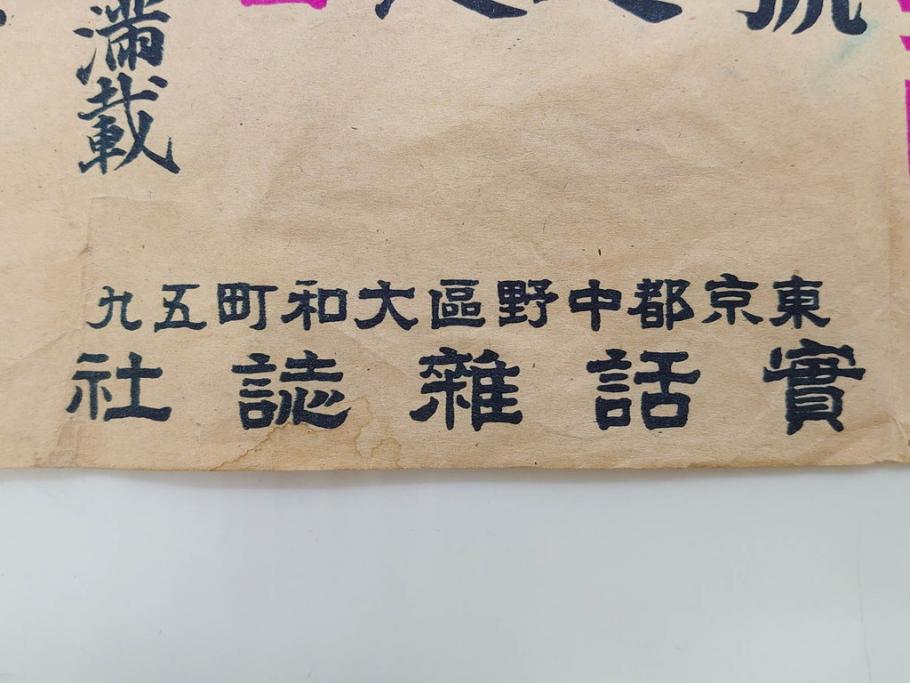 滿載
東京都中野區大和町五九
實話雜誌社